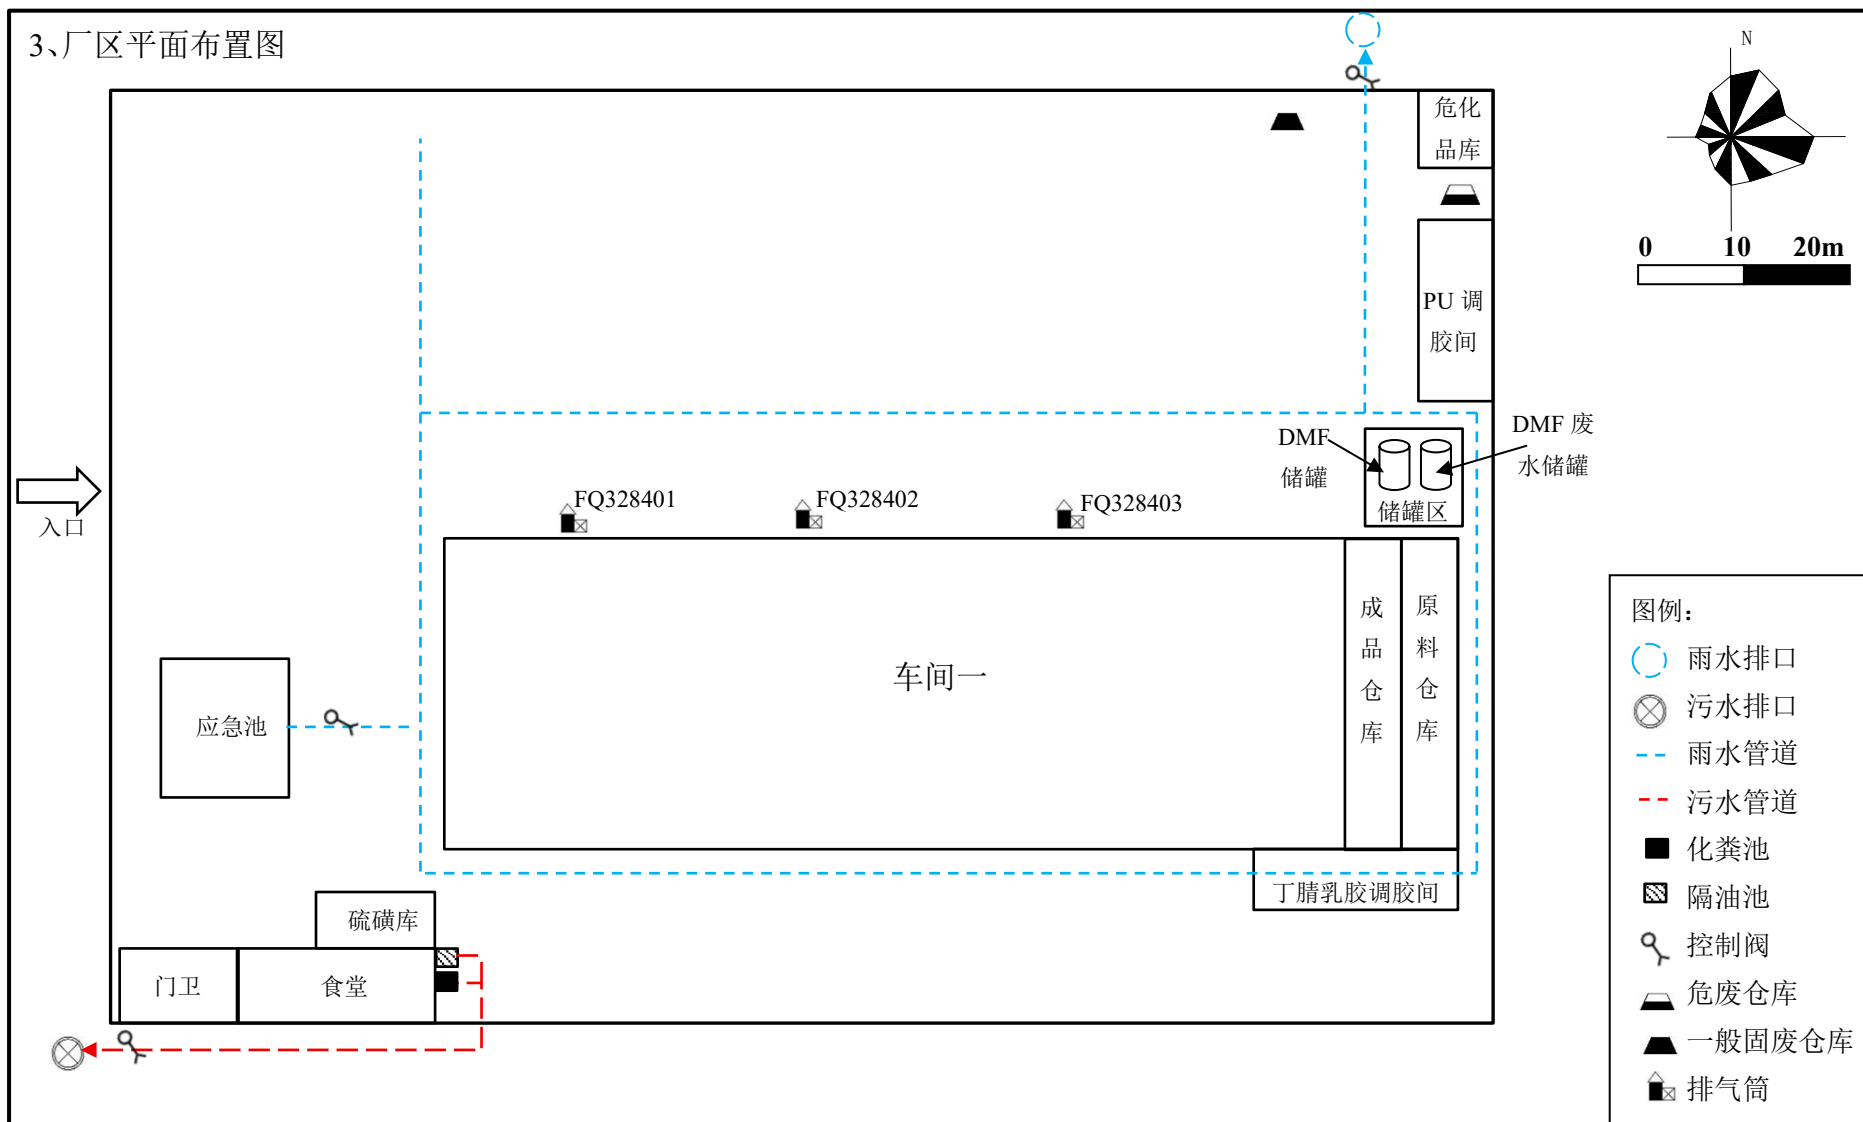 3、厂区平面布置图
N
危化
品库
0 10 20m
PU 调
胶间
DMF
储罐
DMF 废
水储罐
储罐区
入口
FQ328401
FQ328402
FQ328403
车间一
成
品
仓
库
原
料
仓
库
应急池
丁腈乳胶调胶间
硫磺库
门卫
食堂
图例：
雨水排口
污水排口
雨水管道
污水管道
化粪池
隔油池
控制阀
危废仓库
一般固废仓库
排气筒